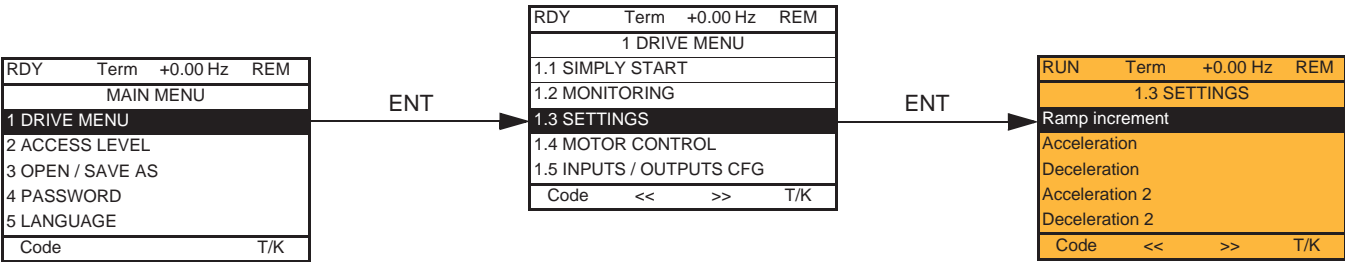 RDY Term +0.00 Hz REM
MAIN MENU
1 DRIVE MENU
2 ACCESS LEVEL
3 OPEN / SAVE AS
4 PASSWORD
5 LANGUAGE
Code T/K
ENT
RDY Term +0.00 Hz REM
1 DRIVE MENU
1.1 SIMPLY START
1.2 MONITORING
1.3 SETTINGS
1.4 MOTOR CONTROL
1.5 INPUTS / OUTPUTS CFG
Code << >> T/K
ENT
RUN Term +0.00 Hz REM
1.3 SETTINGS
Ramp increment
Acceleration
Deceleration
Acceleration 2
Deceleration 2
Code << >> T/K